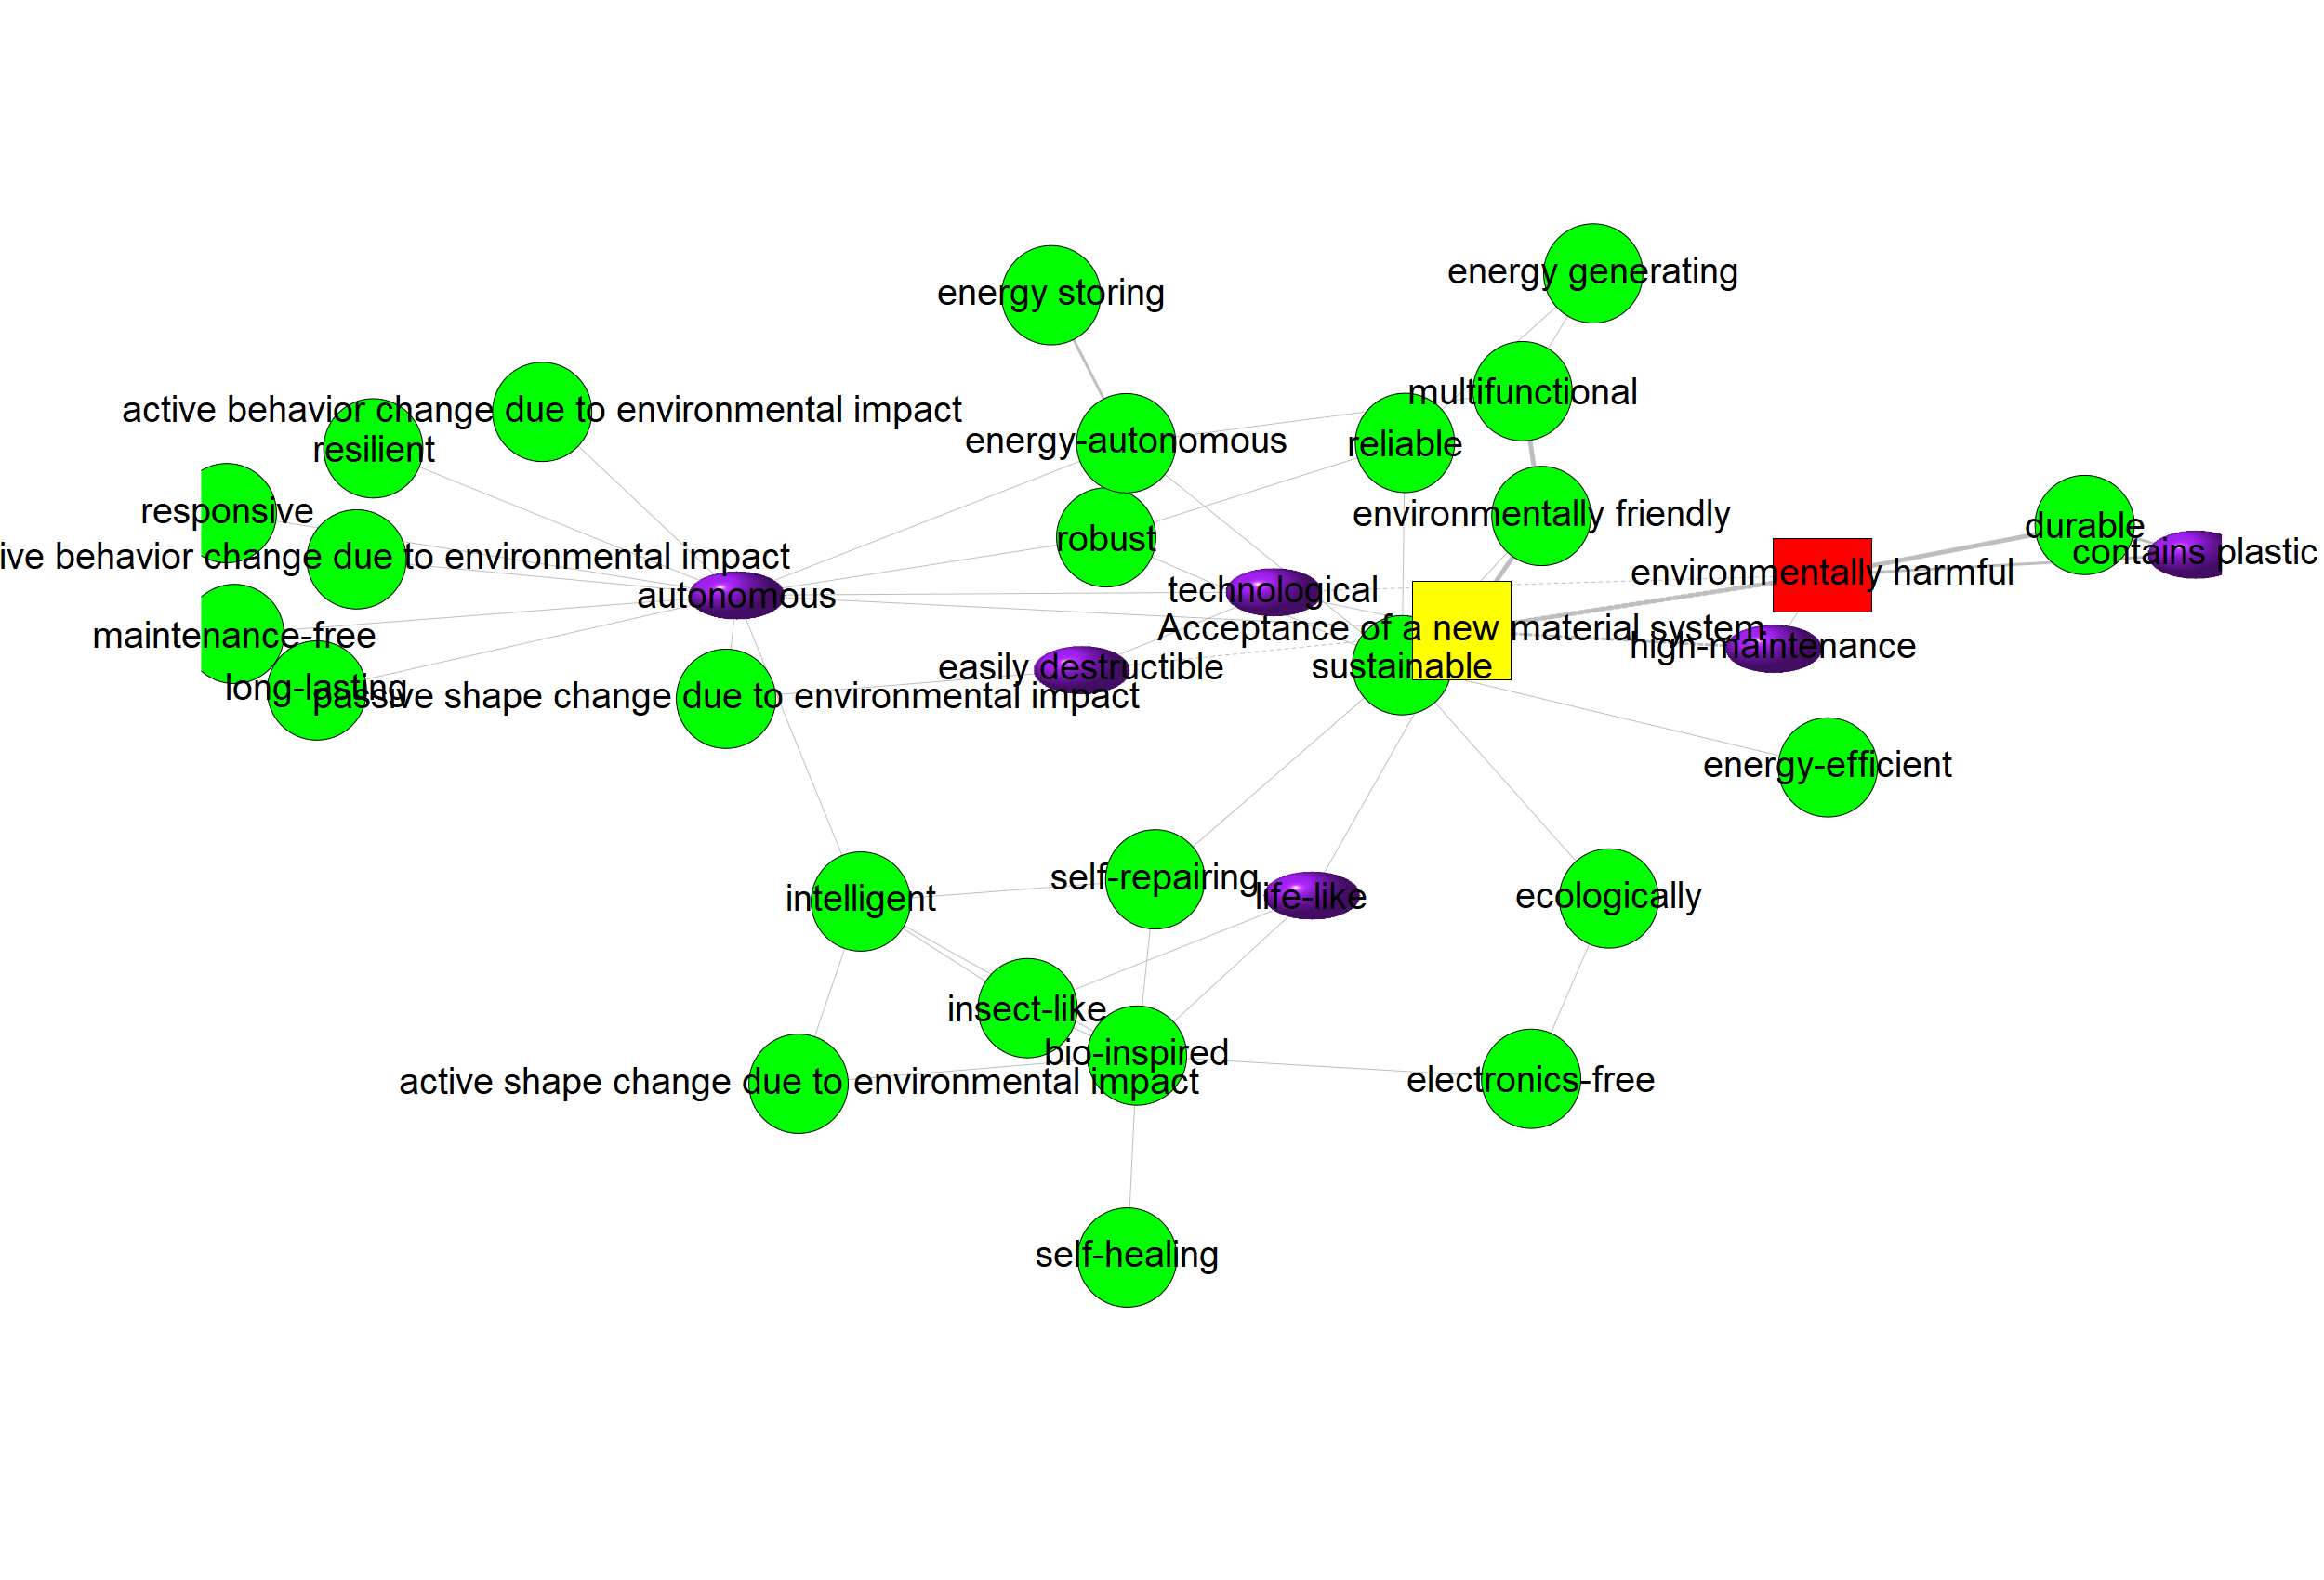 energy generating
energy storing
multifunctional
active behavior change due to environmental impact
energy-autonomous
reliable
resilient
responsive
environmentally friendly
durable
robust
contains plastic
ive behavior change due to environmental impact
environmentally harmful
technological
autonomous
Acceptance of a new material system
maintenance-free
high-maintenance
easily destructible
sustainable
long-lasting
passive shape change due to environmental impact
energy-efficient
self-repairing
life-like
ecologically
intelligent
insect-like
bio-inspired
active shape change due to environmental impact
electronics-free
self-healing